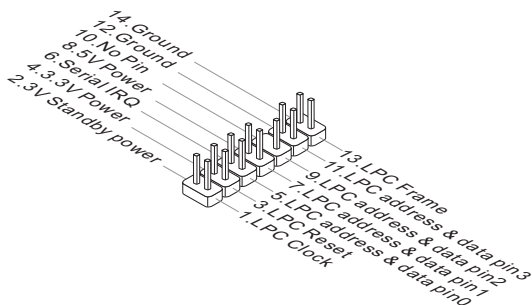 14.Ground
12.Ground
10.No Pin
8.5V Power
6.Serial IRQ
4.3.3V Power
2.3V Standby power
13.LPC Frame
11.LPC address & data pin3
9.LPC address & data pin2
7.LPC address & data pin1
5.LPC address & data pin0
3.LPC Reset
1.LPC Clock